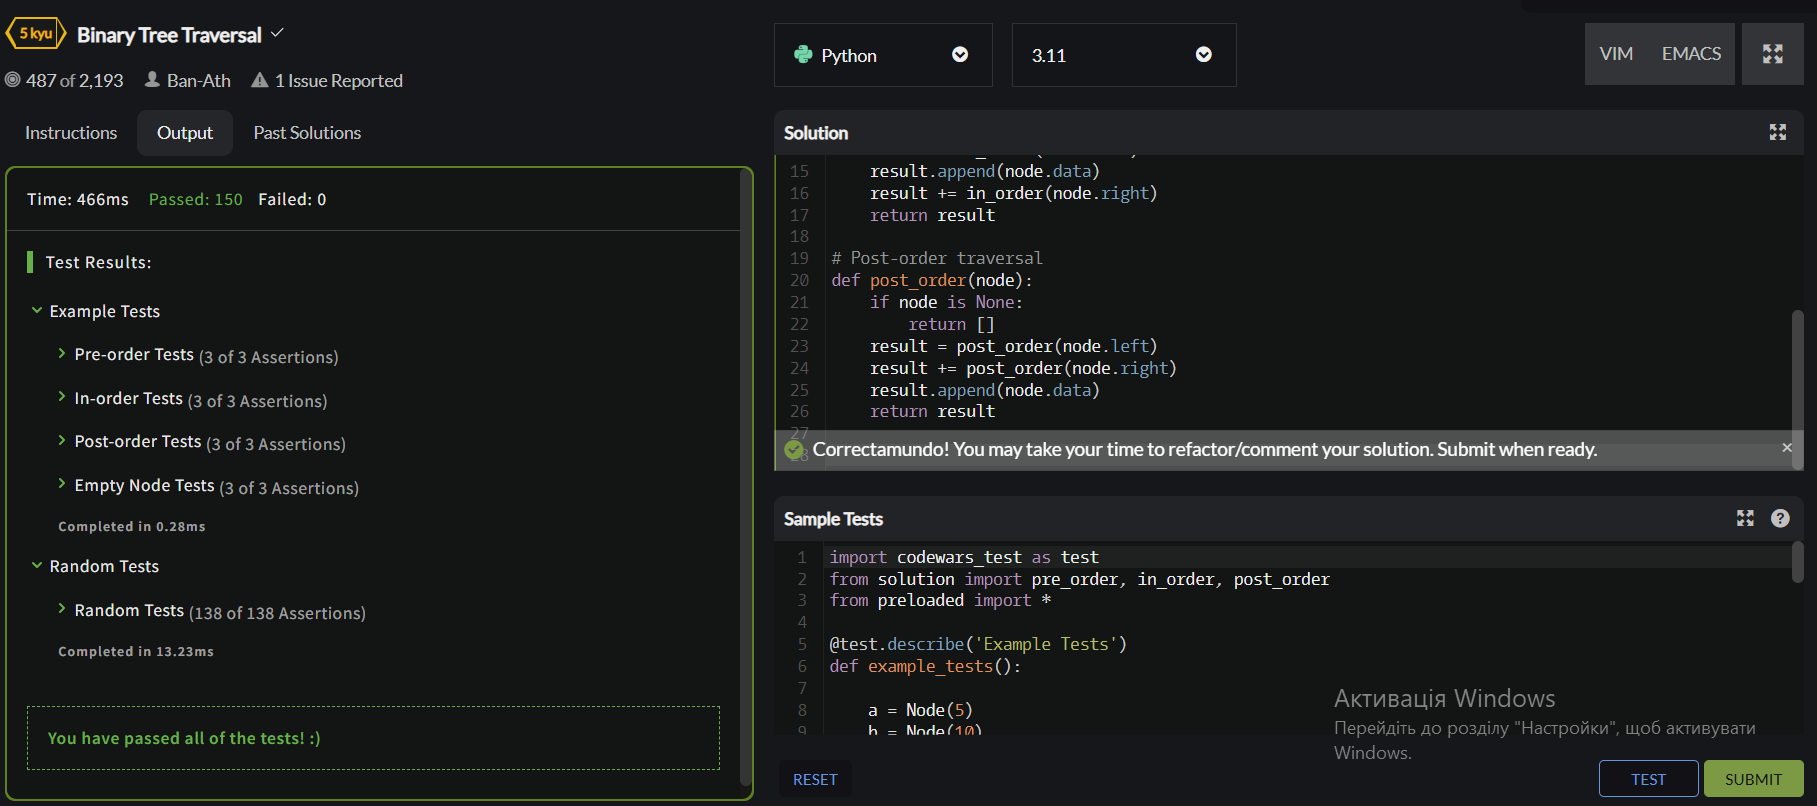 5 kyu Binary Tree Traversal
487 of 2,193 Ban-Ath 1 Issue Reported
Instructions Output Past Solutions
Time: 466ms Passed: 150 Failed: 0
Test Results:
Example Tests
Pre-order Tests (3 of 3 Assertions)
In-order Tests (3 of 3 Assertions)
Post-order Tests (3 of 3 Assertions)
Empty Node Tests (3 of 3 Assertions)
Completed in 0.28ms
Random Tests
Random Tests (138 of 138 Assertions)
Completed in 13.23ms
You have passed all of the tests! :)
Python 3.11 VIM EMACS
Solution
15 result.append(node.data)
16 result += in_order(node.right)
17 return result
18
19 # Post-order traversal
20 def post_order(node):
21 if node is None:
22 return []
23 result = post_order(node.left)
24 result += post_order(node.right)
25 result.append(node.data)
26 return result
27
28
Correctamundo! You may take your time to refactor/comment your solution. Submit when ready. ×
Sample Tests ?
1 import codewars_test as test
2 from solution import pre_order, in_order, post_order
3 from preloaded import *
4
5 @test.describe('Example Tests')
6 def example_tests():
7
8 a = Node(5)
9 b = Node(10)
Активація Windows
Перейдіть до розділу "Настройки", щоб активувати
Windows.
RESET TEST SUBMIT